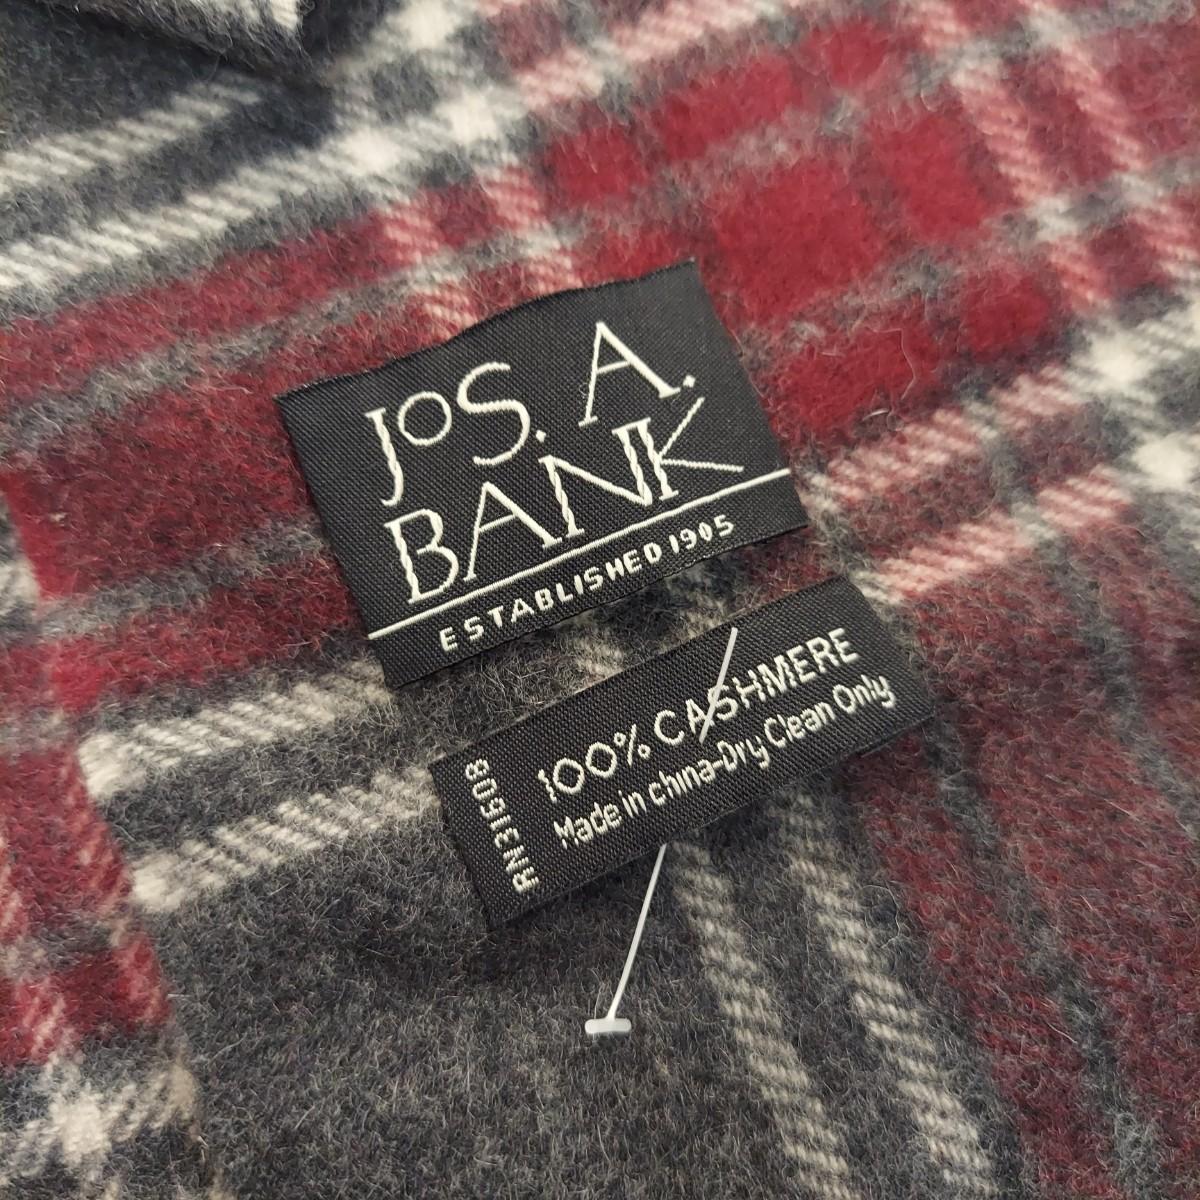 JoS. A.
BANK
ESTABLISHED 1905
100% CASHMERE
Made in china-Dry Clean Only
RN31608